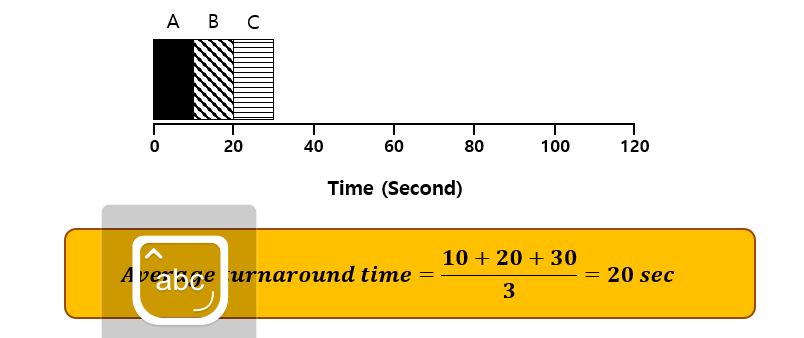 A B C
0 20 40 60 80 100 120
Time (Second)
Average turnaround time = 10 + 20 + 30 / 3 = 20 sec
abc